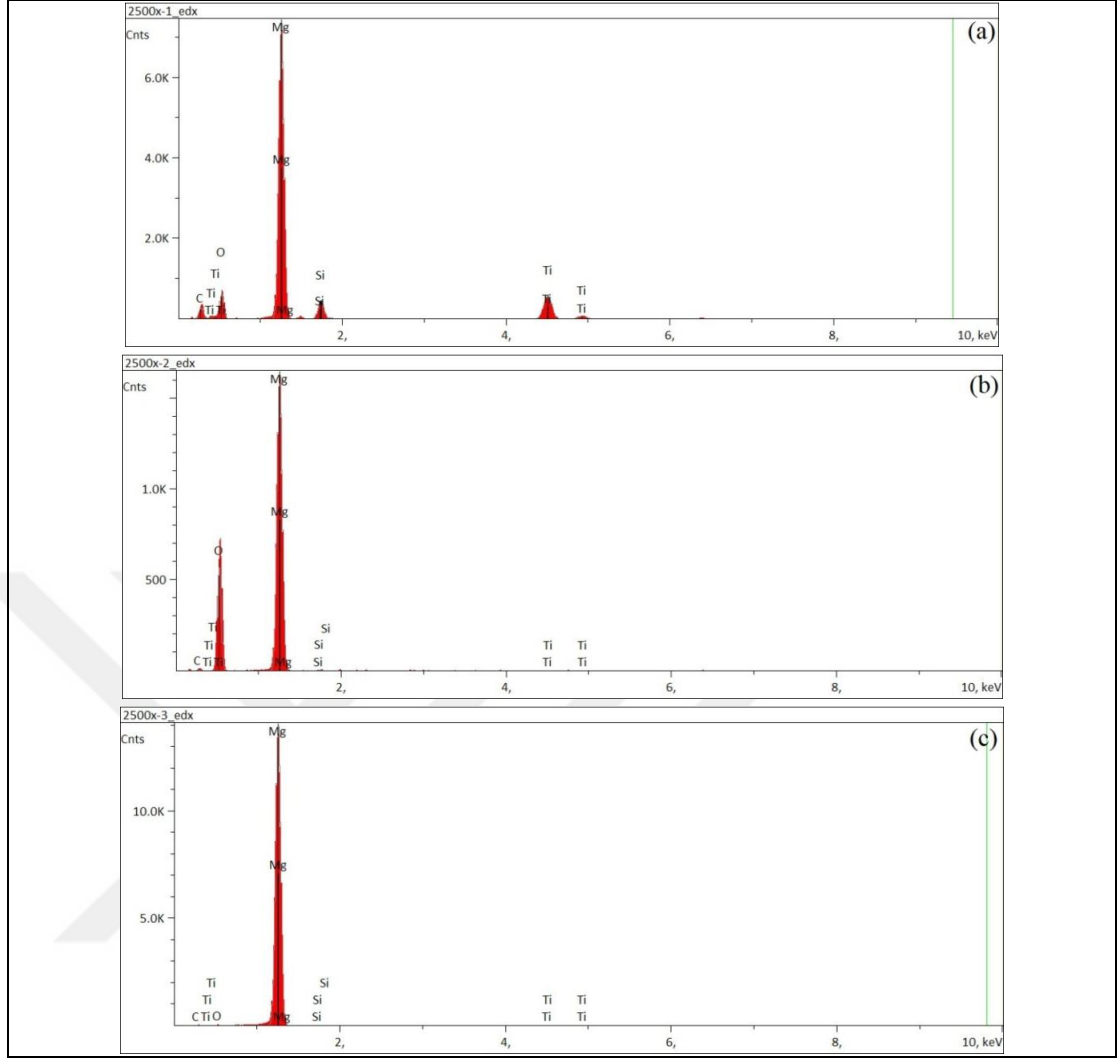 2500x-1_edx
Cnts
(a)
Mg
6.0K
4.0K
Mg
2.0K
O
Ti
Si
Ti
Ti
Ti
C
Si
Ti
Ti
Ti
Mg
2, 4, 6, 8, 10, keV
2500x-2_edx
Cnts
(b)
Mg
1.0K
Mg
O
500
Ti
Si
Ti
Si
Ti
Ti
C
Ti
Ti
Mg
Si
Ti
Ti
2, 4, 6, 8, 10, keV
2500x-3_edx
Cnts
(c)
Mg
10.0K
Mg
5.0K
Ti
Si
Ti
Si
Ti
Ti
C
Ti
O
Mg
Si
Ti
Ti
2, 4, 6, 8, 10, keV